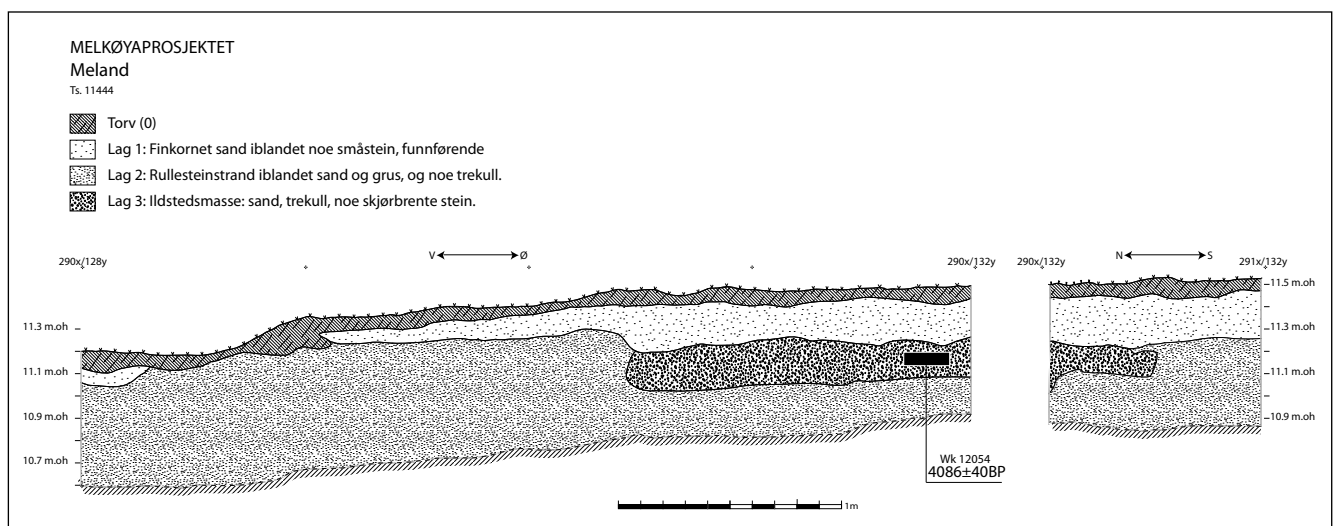 MELKØYAPROSJEKTET
Meland
Ts. 11444
Torv (0)
Lag 1: Finkornet sand iblandet noe småstein, funnførende
Lag 2: Rullesteinstrand iblandet sand og grus, og noe trekull.
Lag 3: Ildstedsmasse: sand, trekull, noe skjørbrente stein.
290x/128y
V Ø
290x/132y
290x/132y
N S
291x/132y
11.3 m.oh
11.1 m.oh
10.9 m.oh
10.7 m.oh
11.5 m.oh
11.3 m.oh
11.1 m.oh
10.9 m.oh
Wk 12054
4086±40BP
1m